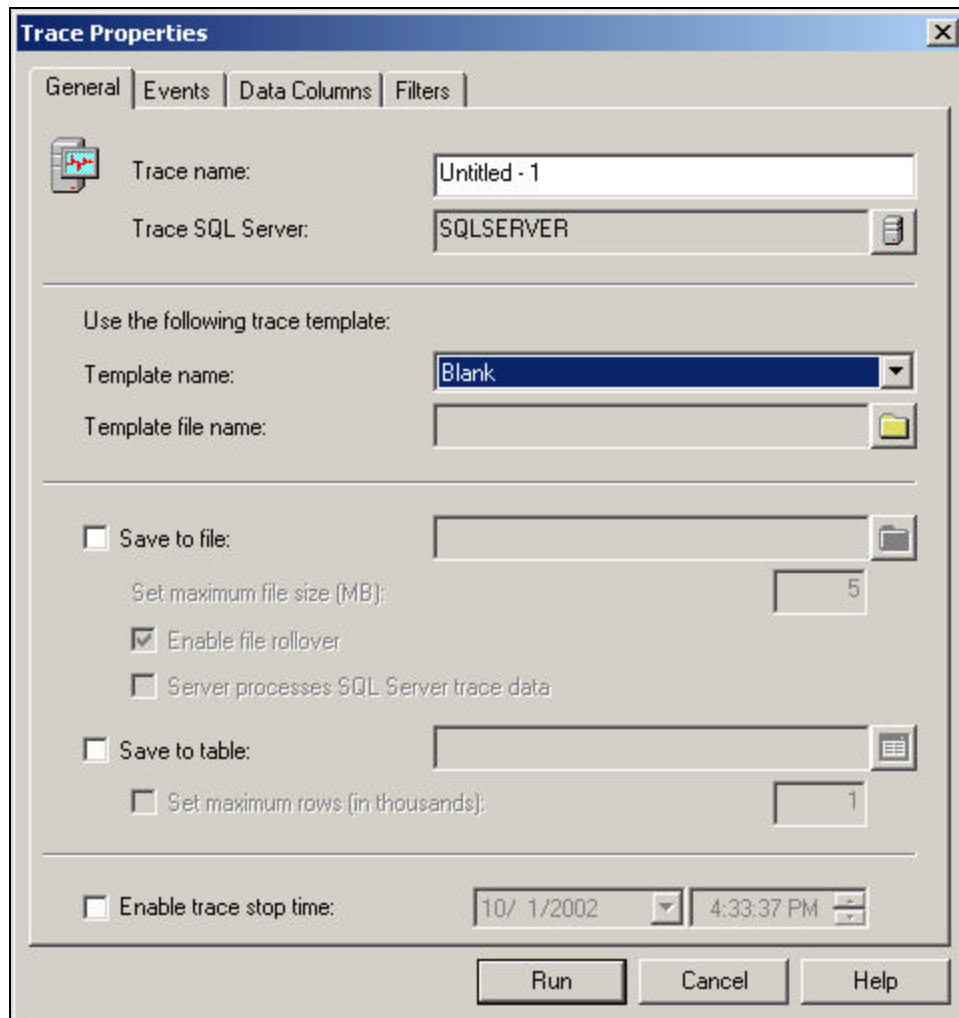 Trace Properties
General Events Data Columns Filters
Trace name: Untitled - 1
Trace SQL Server: SQLSERVER
Use the following trace template:
Template name: Blank
Template file name:
Save to file:
Set maximum file size (MB): 5
Enable file rollover
Server processes SQL Server trace data
Save to table:
Set maximum rows (in thousands): 1
Enable trace stop time: 10/ 1/2002 4:33:37 PM
Run Cancel Help